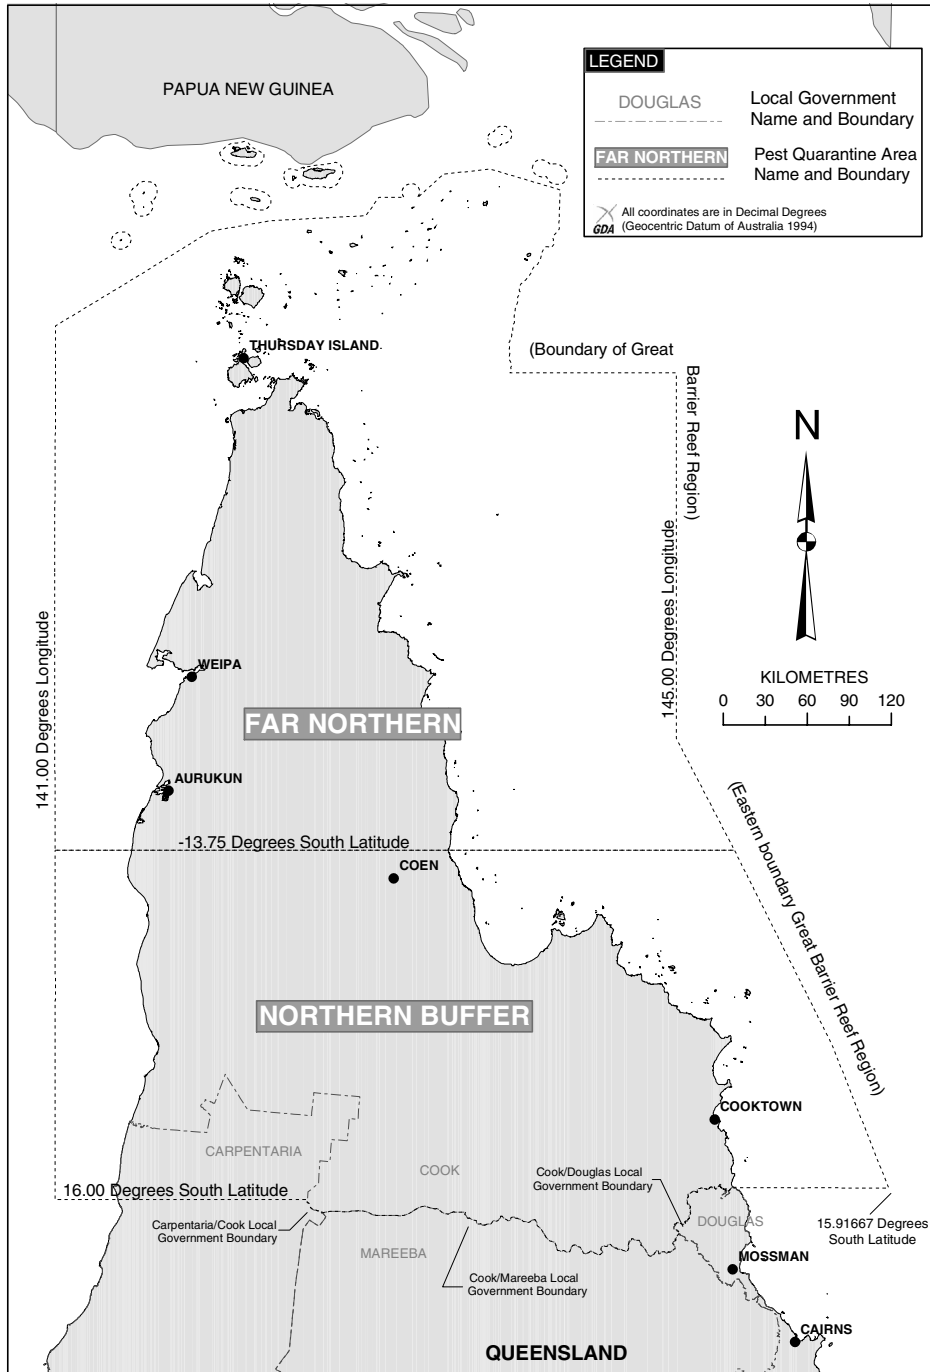 PAPUA NEW GUINEA
LEGEND
DOUGLAS
Local Government
Name and Boundary
FAR NORTHERN
Pest Quarantine Area
Name and Boundary
GDA
All coordinates are in Decimal Degrees
(Geocentric Datum of Australia 1994)
THURSDAY ISLAND
(Boundary of Great
Barrier Reef Region)
N
145.00 Degrees Longitude
141.00 Degrees Longitude
WEIPA
KILOMETRES
0 30 60 90 120
FAR NORTHERN
AURUKUN
(Eastern boundary Great Barrier Reef Region)
-13.75 Degrees South Latitude
COEN
NORTHERN BUFFER
COOKTOWN
CARPENTARIA
COOK
Cook/Douglas Local
Government Boundary
16.00 Degrees South Latitude
Carpentaria/Cook Local
Government Boundary
DOUGLAS
15.91667 Degrees
South Latitude
MAREEBA
MOSSMAN
Cook/Mareeba Local
Government Boundary
CAIRNS
QUEENSLAND